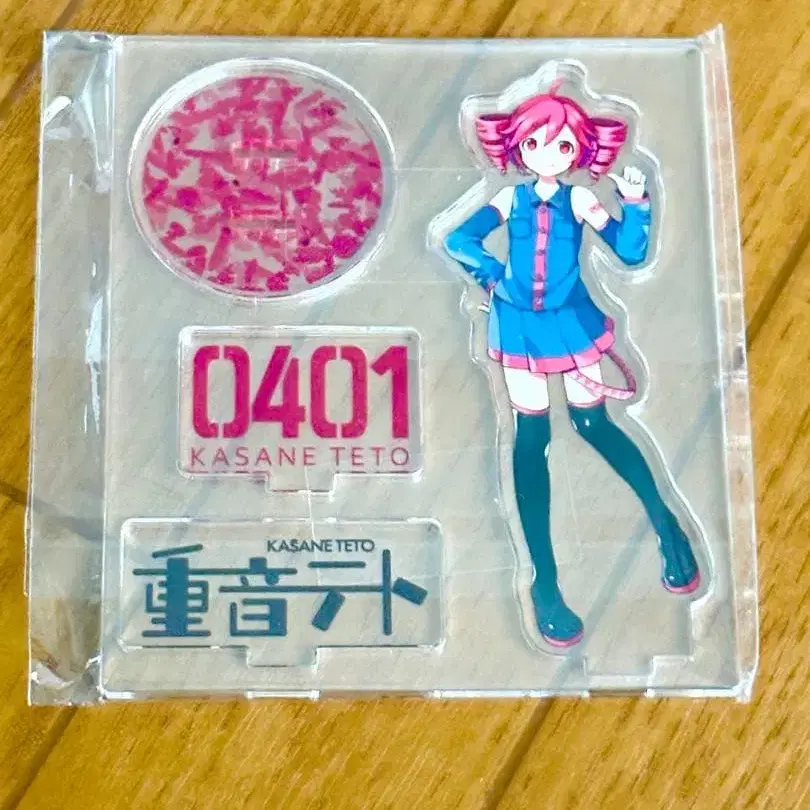 0401
KASANE TETO
KASANE TETO
重音テト